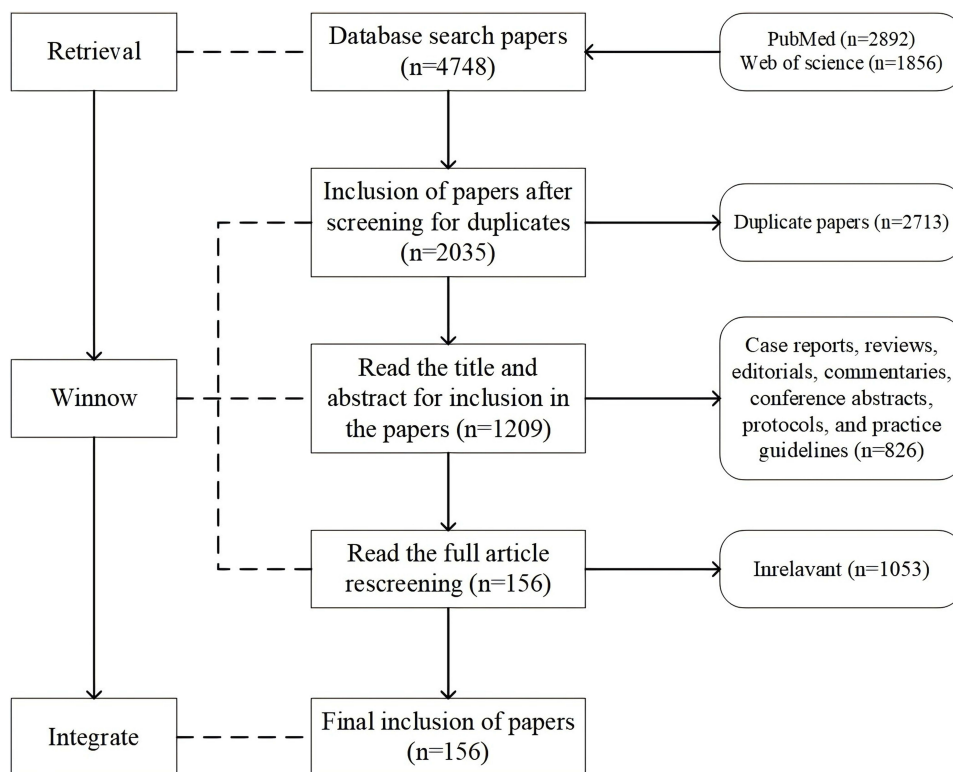 Retrieval
Database search papers
(n=4748)
PubMed (n=2892)
Web of science (n=1856)
Inclusion of papers after
screening for duplicates
(n=2035)
Duplicate papers (n=2713)
Winnow
Read the title and
abstract for inclusion in
the papers (n=1209)
Case reports, reviews,
editorials, commentaries,
conference abstracts,
protocols, and practice
guidelines (n=826)
Read the full article
rescreening (n=156)
Inrelavant (n=1053)
Integrate
Final inclusion of papers
(n=156)